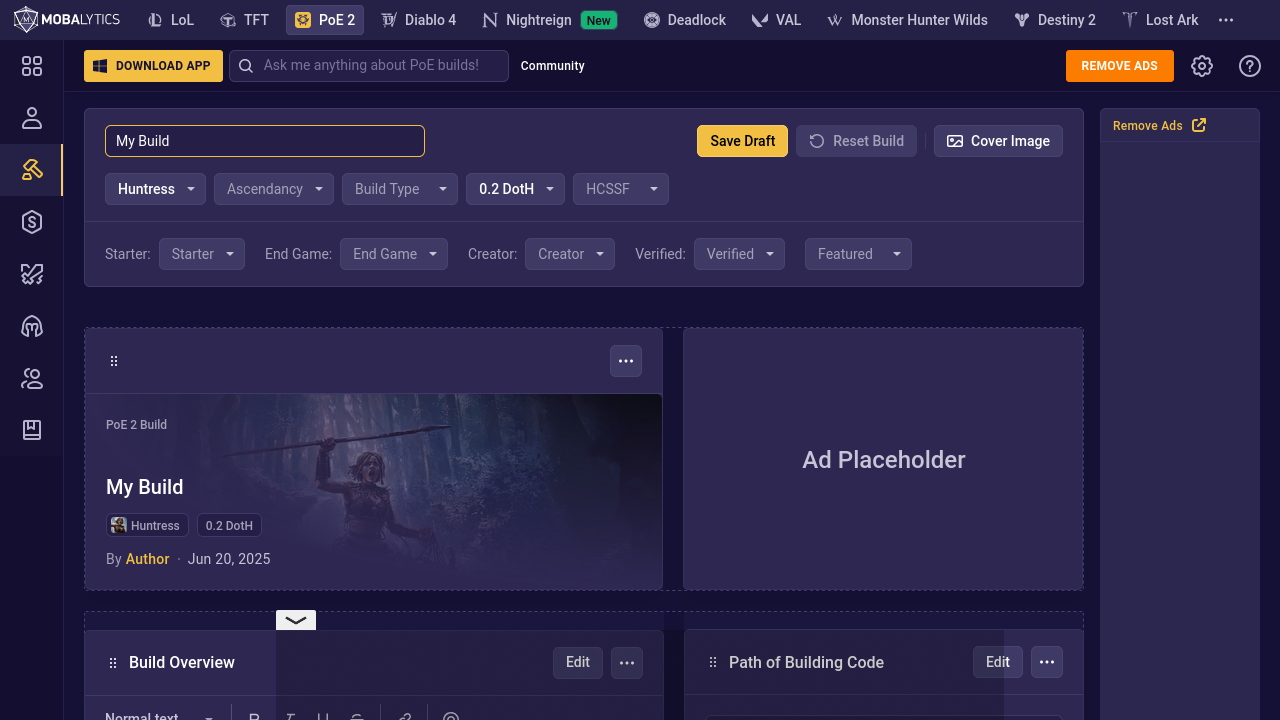 MOBALYTICS
LoL
TFT
PoE 2
Diablo 4
Nightreign New
Deadlock
VAL
Monster Hunter Wilds
Destiny 2
Lost Ark
DOWNLOAD APP
Ask me anything about PoE builds!
Community
REMOVE ADS
My Build
Save Draft
Reset Build
Cover Image
Remove Ads
Huntress
Ascendancy
Build Type
0.2 DotH
HCSSF
Starter: Starter
End Game: End Game
Creator: Creator
Verified: Verified
Featured
PoE 2 Build
My Build
Huntress
0.2 DotH
By Author · Jun 20, 2025
Ad Placeholder
Build Overview
Edit
Path of Building Code
Edit
Normal text